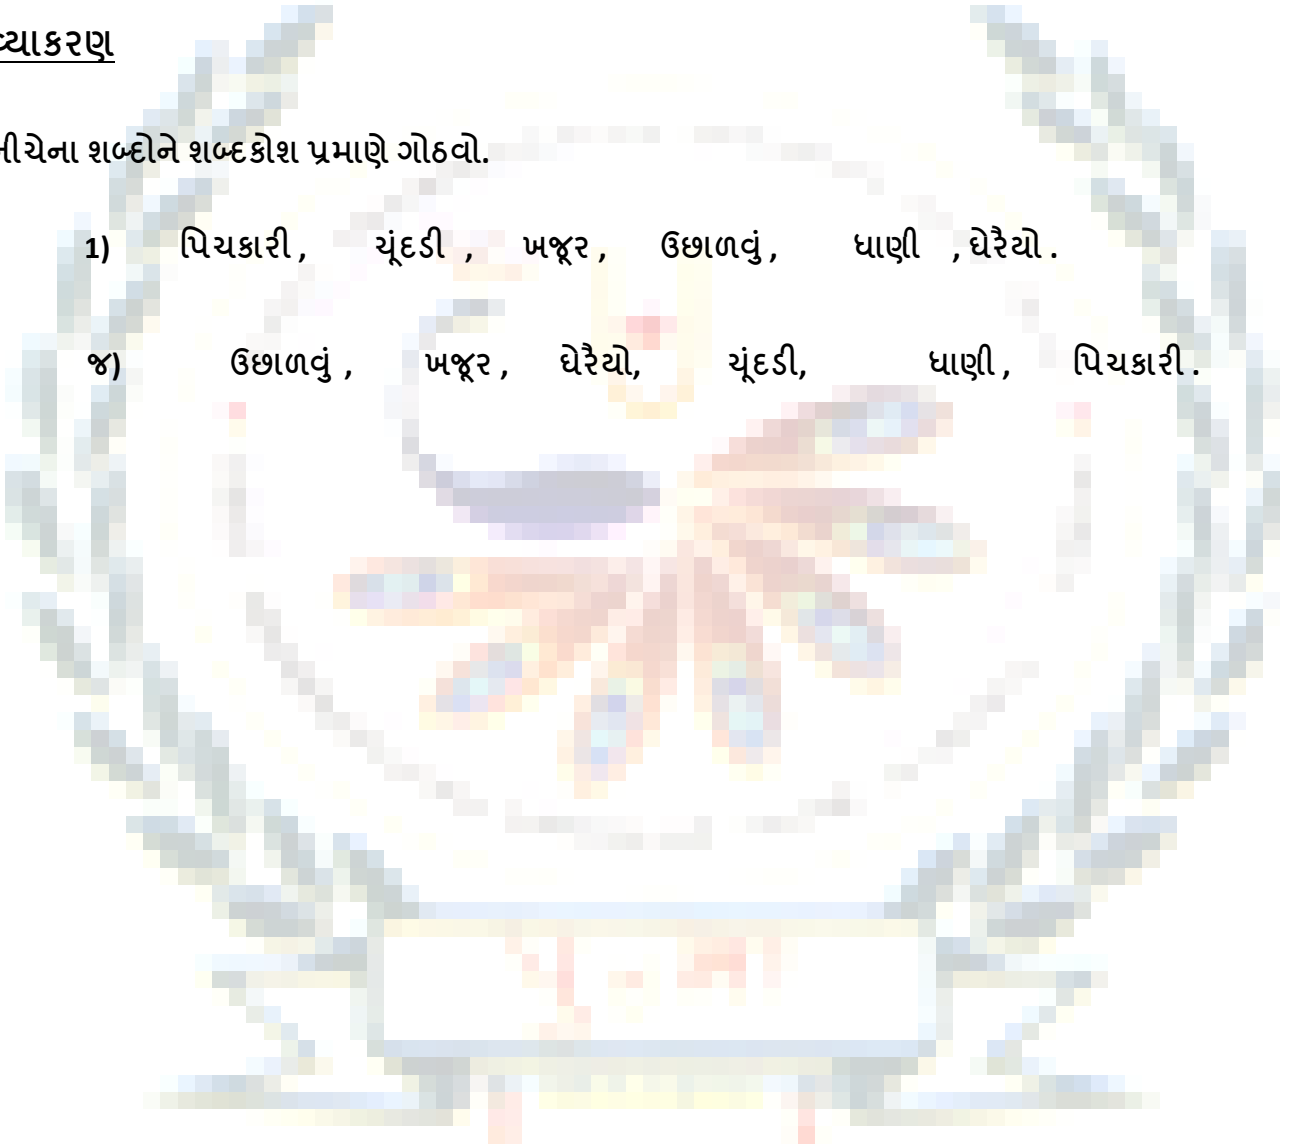 વ્યાકરણ
નીચેના શબ્દોને શબ્દકોશ પ્રમાણે ગોઠવો.
1) પિચકારી, ચૂંદડી , ખજૂર, ઉછાળવું, ધાણી ,ઘેરૈયો.
જ) ઉછાળવું, ખજૂર, ઘેરૈયો, ચૂંદડી, ધાણી, પિચકારી.